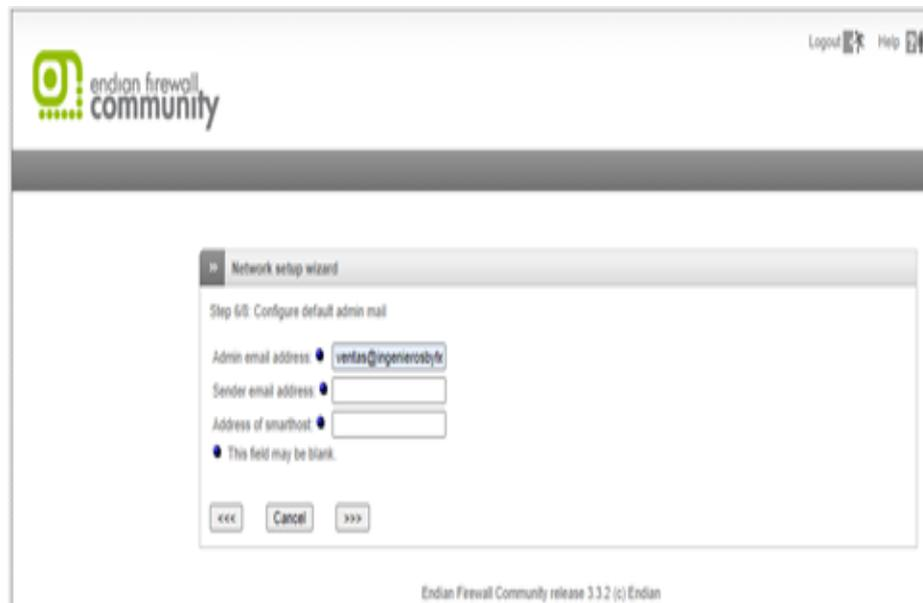 Logout Help
endian firewall
community
» Network setup wizard
Step 6/8: Configure default admin mail
Admin email address:
Sender email address:
Address of smarthost:
This field may be blank.
<<< Cancel >>>
Endian Firewall Community release 3.3.2 (c) Endian